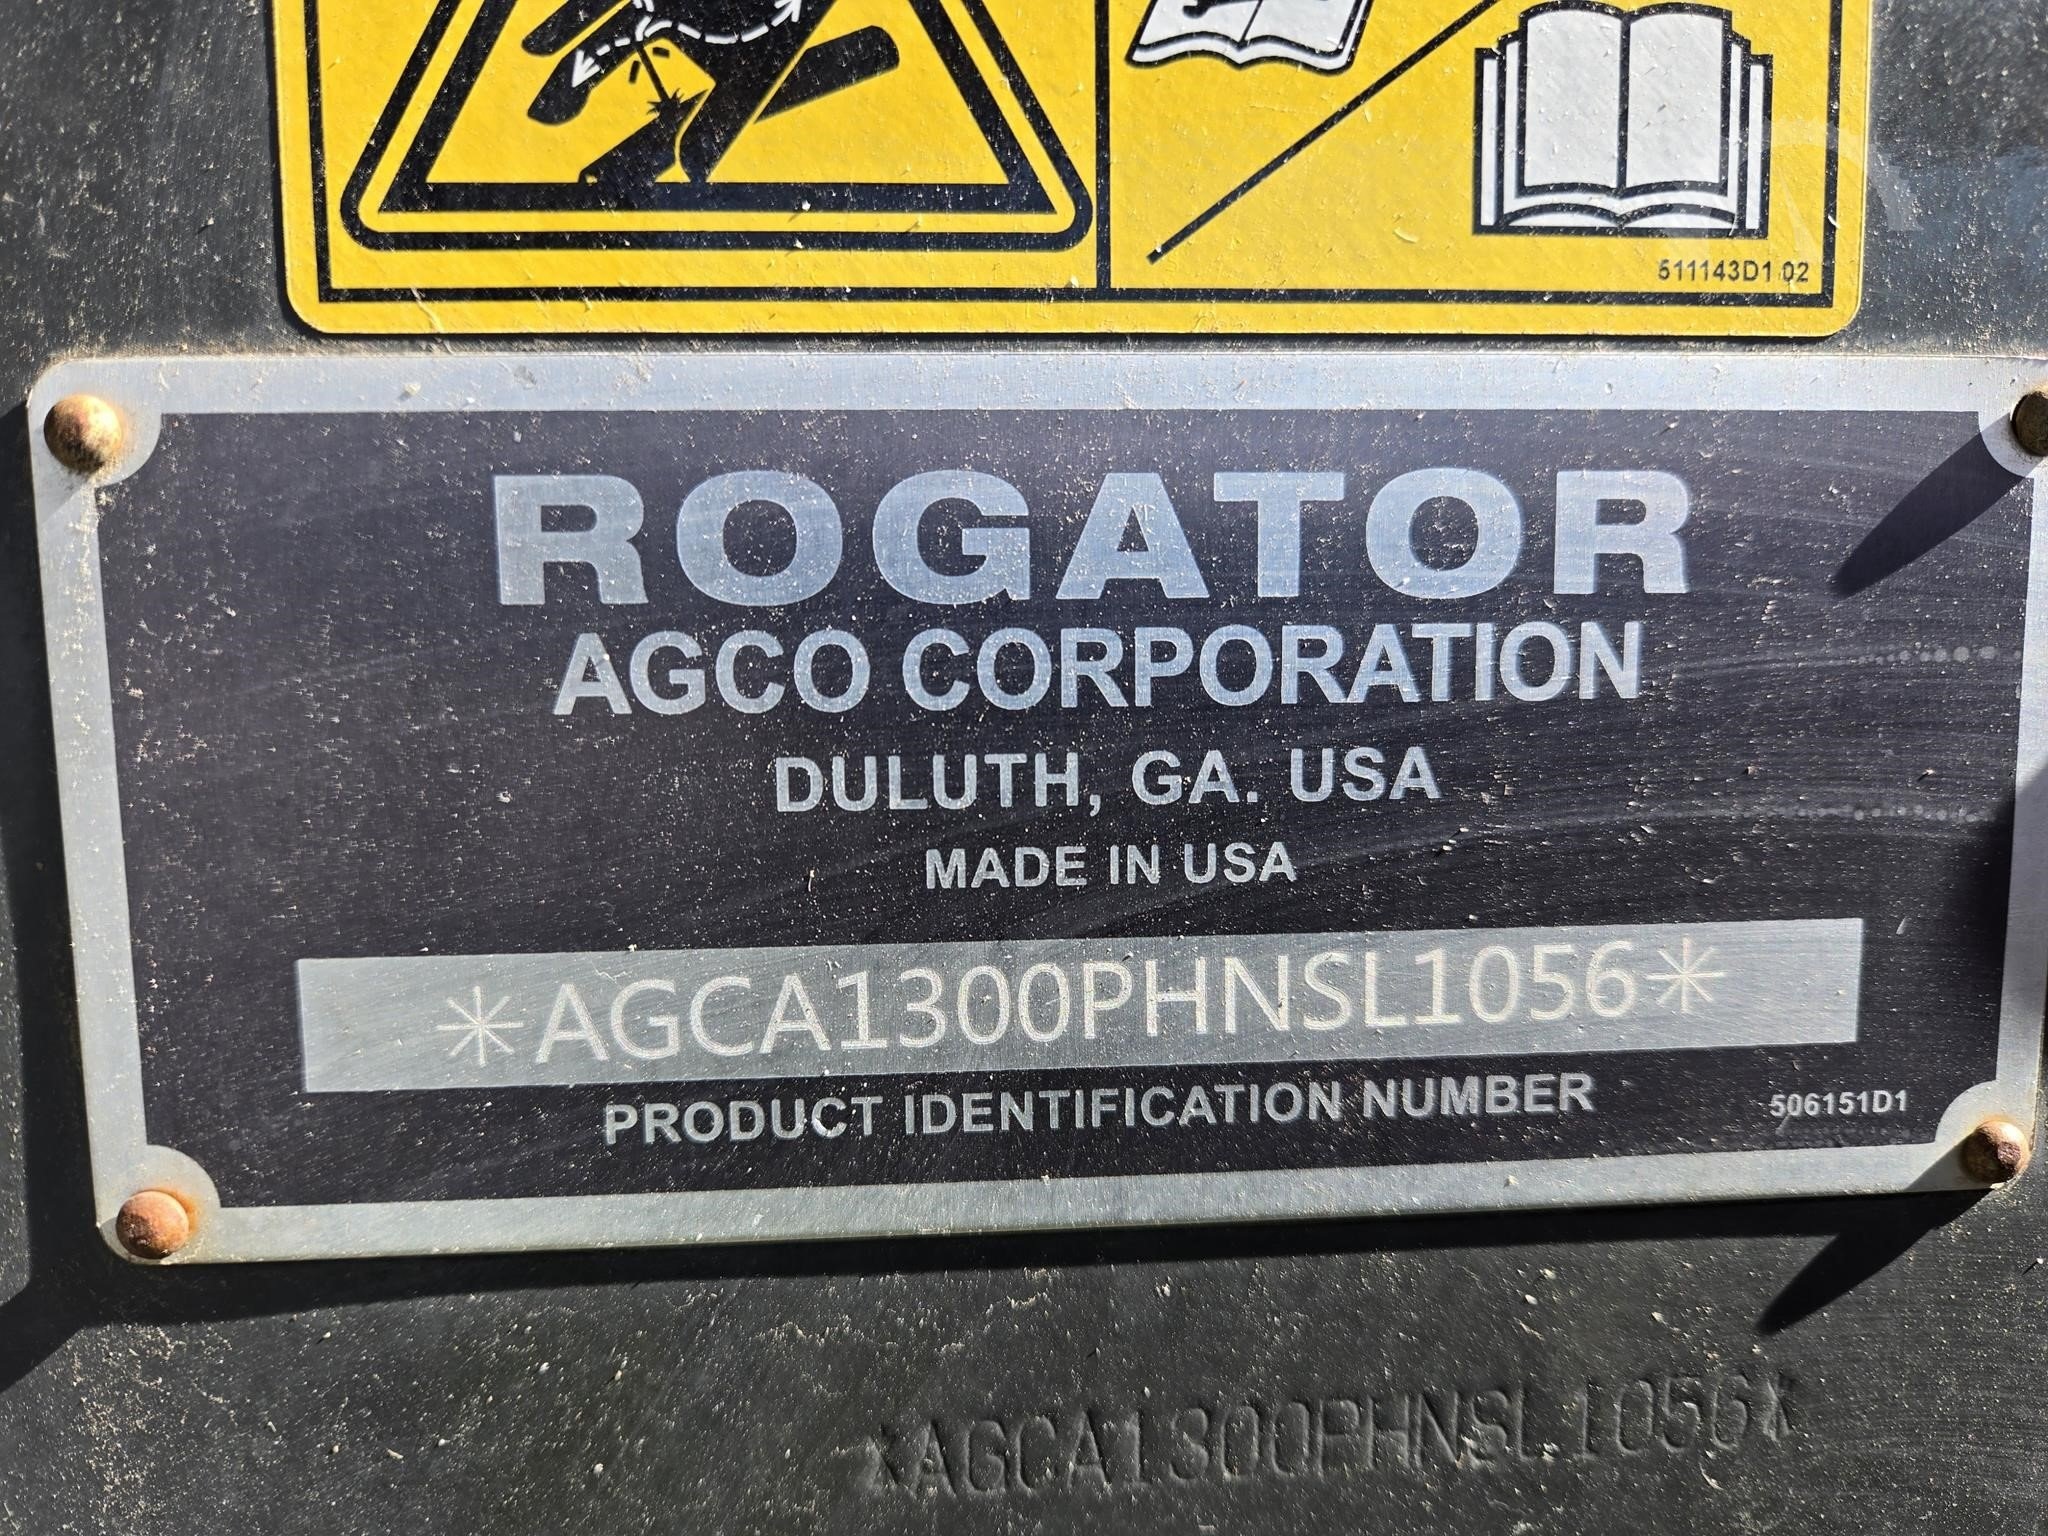 511143D1 02
ROGATOR
AGCO CORPORATION
DULUTH, GA. USA
MADE IN USA
*AGCA1300PHNSL1056*
PRODUCT IDENTIFICATION NUMBER
506151D1
*AGCA1300PHNSL1056*